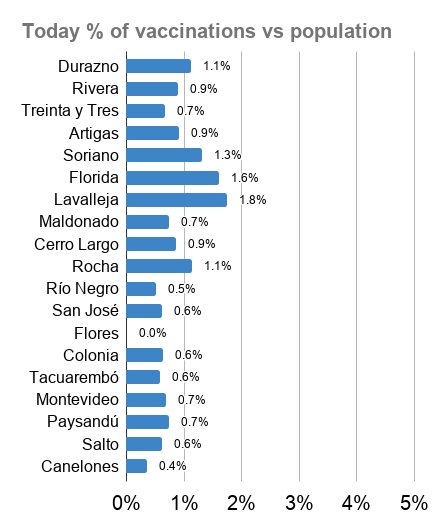 Today % of vaccinations vs population
Durazno 1.1%
Rivera 0.9%
Treinta y Tres 0.7%
Artigas 0.9%
Soriano 1.3%
Florida 1.6%
Lavalleja 1.8%
Maldonado 0.7%
Cerro Largo 0.9%
Rocha 1.1%
Río Negro 0.5%
San José 0.6%
Flores 0.0%
Colonia 0.6%
Tacuarembó 0.6%
Montevideo 0.7%
Paysandú 0.7%
Salto 0.6%
Canelones 0.4%
0% 1% 2% 3% 4% 5%